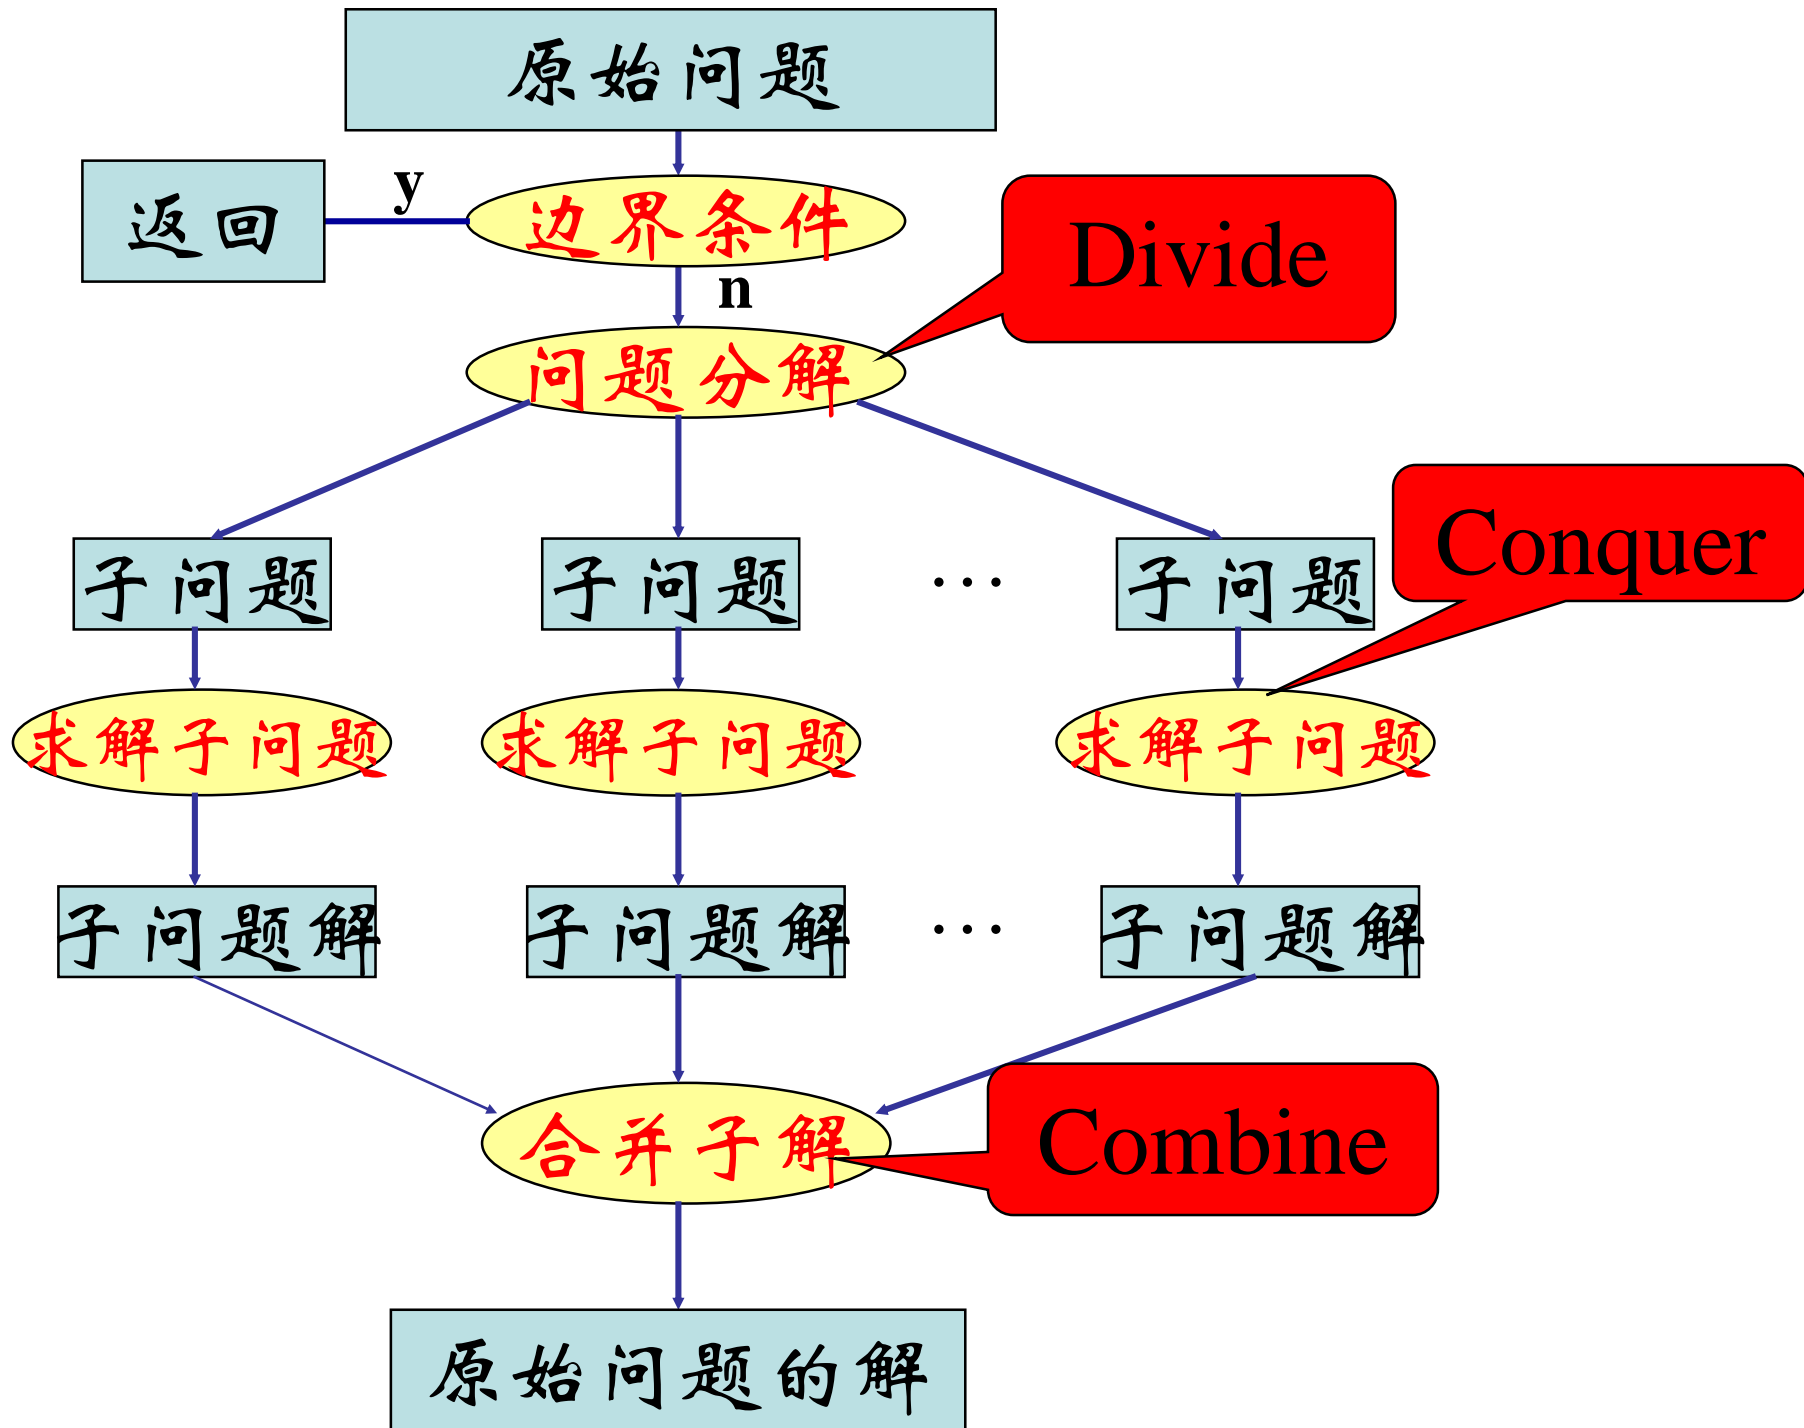 原始问题
返回
y
边界条件
Divide
n
问题分解
Conquer
子问题
子问题
...
子问题
求解子问题
求解子问题
求解子问题
子问题解
子问题解
...
子问题解
合并子解
Combine
原始问题的解